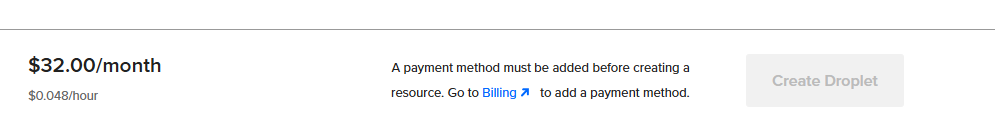 $32.00/month
$0.048/hour
A payment method must be added before creating a
resource. Go to Billing to add a payment method.
Create Droplet